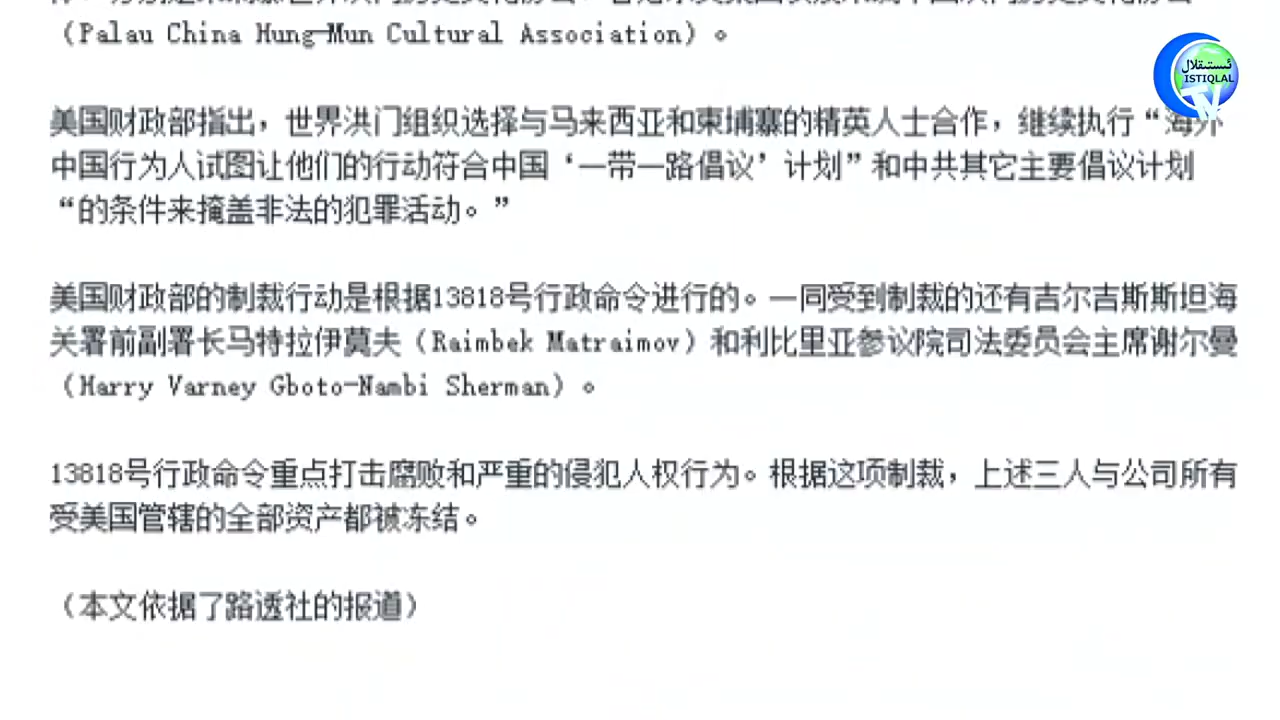 (Palau China Hung-Mun Cultural Association)。
ئىستىقلال
ISTIQLAL
TV
美国财政部指出，世界洪门组织选择与马来西亚和柬埔寨的精英人士合作，继续执行“海外
中国行为人试图让他们的行动符合中国‘一带一路倡议’计划”和中共其它主要倡议计划
“的条件来掩盖非法的犯罪活动。”
美国财政部的制裁行动是根据13818号行政命令进行的。一同受到制裁的还有吉尔吉斯斯坦海
关署前副署长马特拉伊莫夫（Raimbek Matraimov）和利比里亚参议院司法委员会主席谢尔曼
（Harry Varney Gboto-Nambi Sherman）。
13818号行政命令重点打击腐败和严重的侵犯人权行为。根据这项制裁，上述三人与公司所有
受美国管辖的全部资产都被冻结。
（本文依据了路透社的报道）